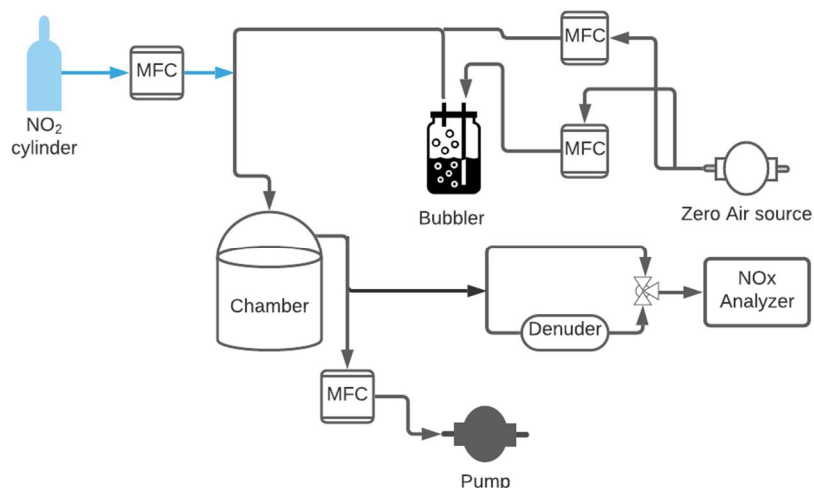 MFC
MFC
NO₂
cylinder
MFC
Bubbler
Zero Air source
Chamber
NOx
Analyzer
Denuder
MFC
Pump